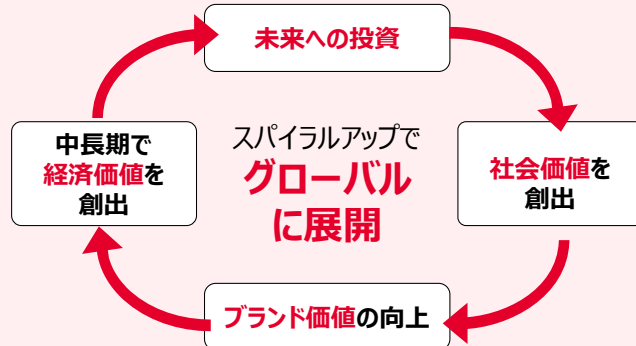 未来への投資
社会価値を
創出
ブランド価値の向上
中長期で
経済価値を
創出
スパイラルアップで
グローバル
に展開